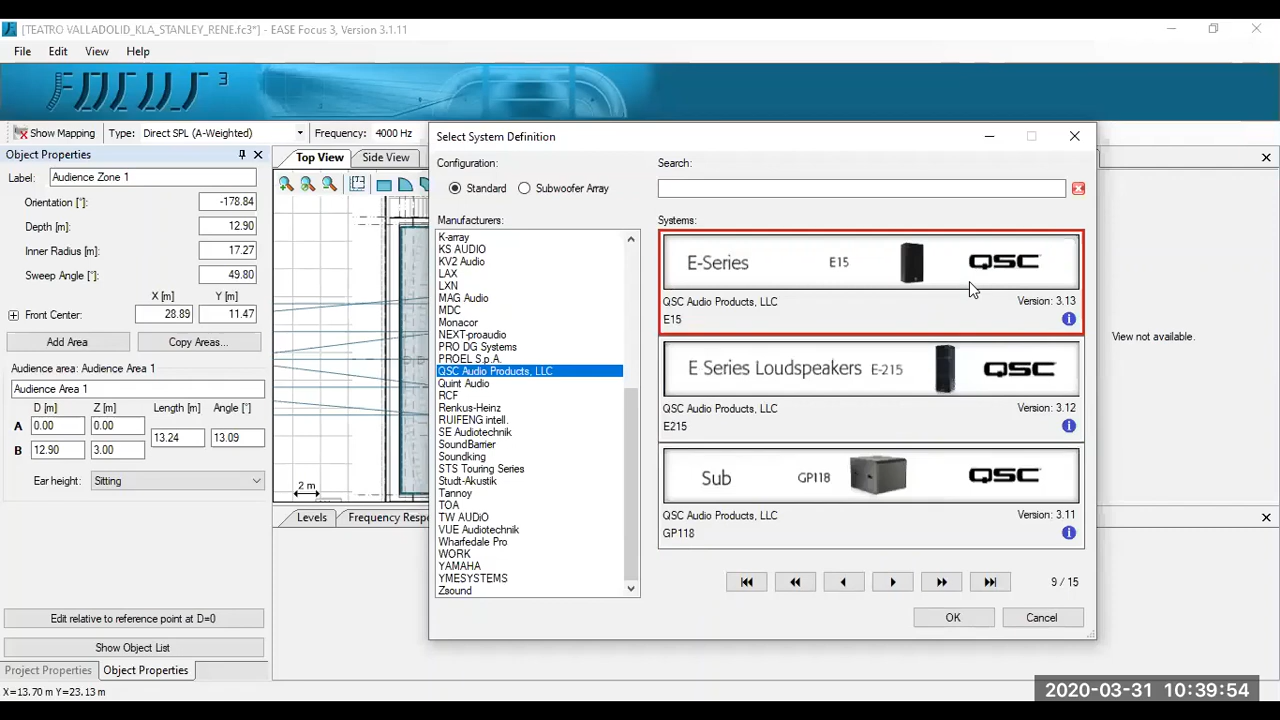 [TEATRO VALLADOLID_KLA_STANLEY_RENE.fc3*] - EASE Focus 3, Version 3.1.11
File Edit View Help
FOCUS 3
Show Mapping Type: Direct SPL (A-Weighted) Frequency: 4000 Hz
Object Properties
Label: Audience Zone 1
Orientation [°]: -178.84
Depth [m]: 12.90
Inner Radius [m]: 17.27
Sweep Angle [°]: 49.80
X [m] Y [m]
Front Center: 28.89 11.47
Add Area Copy Areas...
Audience area: Audience Area 1
Audience Area 1
D [m] Z [m] Length [m] Angle [°]
A 0.00 0.00
13.24 13.09
B 12.90 3.00
Ear height: Sitting
Edit relative to reference point at D=0
Show Object List
Project Properties Object Properties
X=13.70 m Y=23.13 m
Top View Side View
2 m
Levels Frequency Respe
Select System Definition
Configuration:
Standard Subwoofer Array
Search:
Manufacturers:
K-array
KS AUDIO
KV2 Audio
LAX
LXN
MAG Audio
MDC
Monacor
NEXT-proaudio
PRO DG Systems
PROEL S.p.A.
QSC Audio Products, LLC
Quint Audio
RCF
Renkus-Heinz
RUIFENG intell.
SE Audiotechnik
SoundBarrier
Soundking
STS Touring Series
Studt-Akustik
Tannoy
TOA
TW AUDiO
VUE Audiotechnik
Wharfedale Pro
WORK
YAMAHA
YMESYSTEMS
Zsound
Systems:
E-Series E15 QSC
QSC Audio Products, LLC Version: 3.13
E15
E Series Loudspeakers E-215 QSC
QSC Audio Products, LLC Version: 3.12
E215
Sub GP118 QSC
QSC Audio Products, LLC Version: 3.11
GP118
9 / 15
OK Cancel
View not available.
2020-03-31 10:39:54